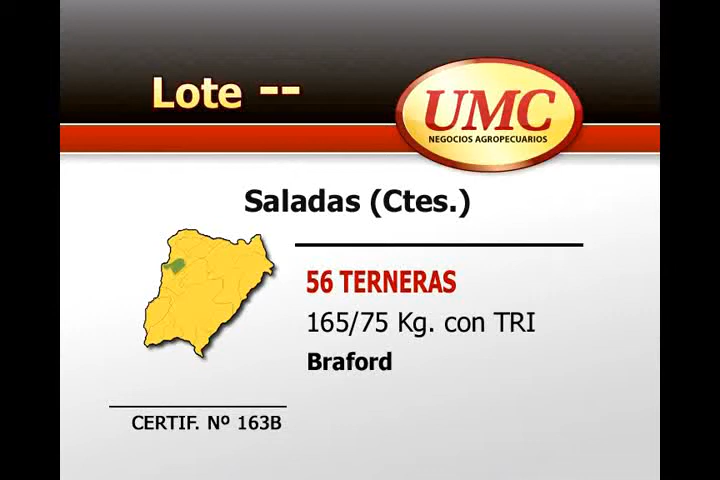 Lote --
UMC
NEGOCIOS AGROPECUARIOS
Saladas (Ctes.)
56 TERNERAS
165/75 Kg. con TRI
Braford
CERTIF. Nº 163B